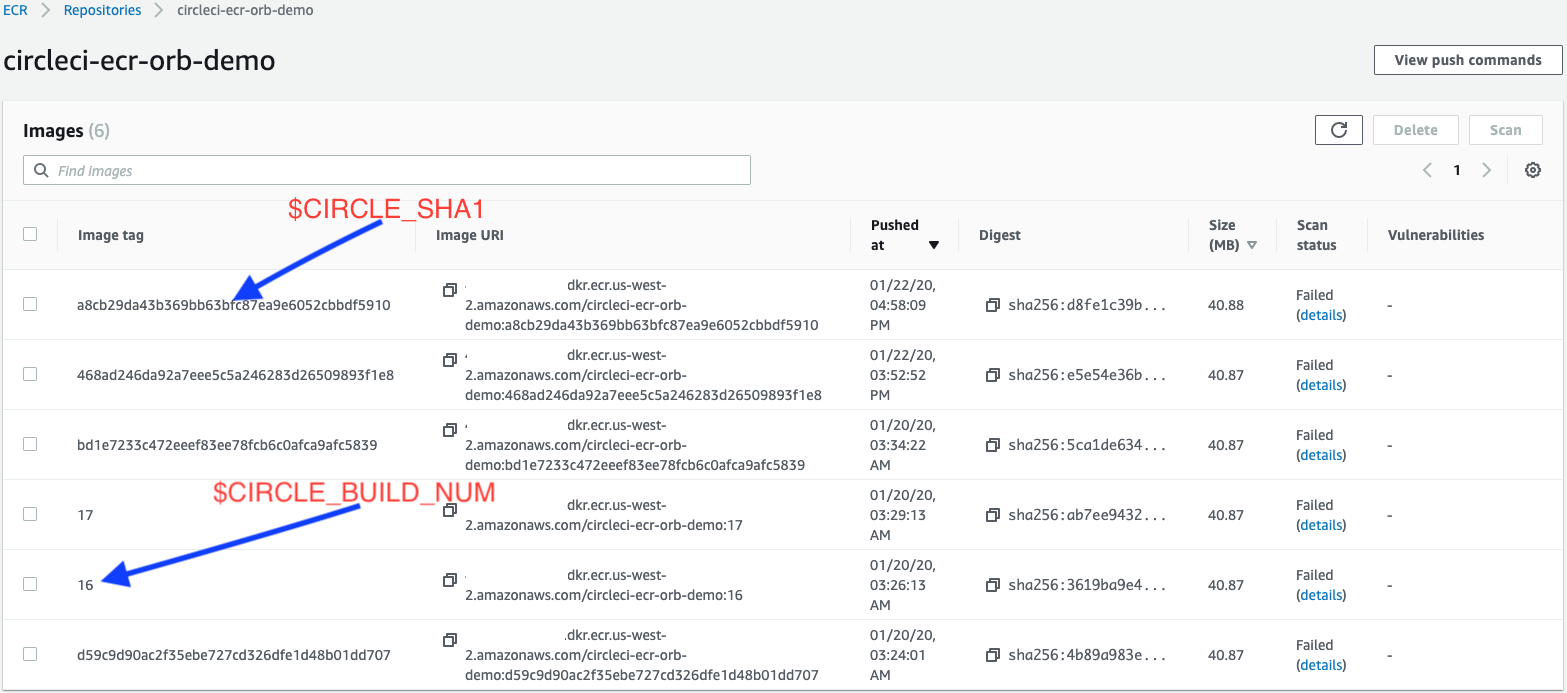 ECR > Repositories > circleci-ecr-orb-demo
circleci-ecr-orb-demo
View push commands
Images (6)
Delete
Scan
Find images
1
$CIRCLE_SHA1
Image tag
Image URI
Pushed
at
Digest
Size
(MB)
Scan
status
Vulnerabilities
a8cb29da43b369bb63bfc87ea9e6052cbbdf5910
dkr.ecr.us-west-
2.amazonaws.com/circleci-ecr-orb-
demo:a8cb29da43b369bb63bfc87ea9e6052cbbdf5910
01/22/20,
04:58:09
PM
sha256:d8fe1c39b...
40.88
Failed
(details)
-
468ad246da92a7eee5c5a246283d26509893f1e8
dkr.ecr.us-west-
2.amazonaws.com/circleci-ecr-orb-
demo:468ad246da92a7eee5c5a246283d26509893f1e8
01/22/20,
03:52:52
PM
sha256:e5e54e36b...
40.87
Failed
(details)
-
bd1e7233c472eeef83ee78fcb6c0afca9afc5839
dkr.ecr.us-west-
2.amazonaws.com/circleci-ecr-orb-
demo:bd1e7233c472eeef83ee78fcb6c0afca9afc5839
01/20/20,
03:34:22
AM
sha256:5ca1de634...
40.87
Failed
(details)
-
$CIRCLE_BUILD_NUM
17
dkr.ecr.us-west-
2.amazonaws.com/circleci-ecr-orb-demo:17
01/20/20,
03:29:13
AM
sha256:ab7ee9432...
40.87
Failed
(details)
-
16
dkr.ecr.us-west-
2.amazonaws.com/circleci-ecr-orb-demo:16
01/20/20,
03:26:13
AM
sha256:3619ba9e4...
40.87
Failed
(details)
-
d59c9d90ac2f35ebe727cd326dfe1d48b01dd707
.dkr.ecr.us-west-
2.amazonaws.com/circleci-ecr-orb-
demo:d59c9d90ac2f35ebe727cd326dfe1d48b01dd707
01/20/20,
03:24:01
AM
sha256:4b89a983e...
40.87
Failed
(details)
-